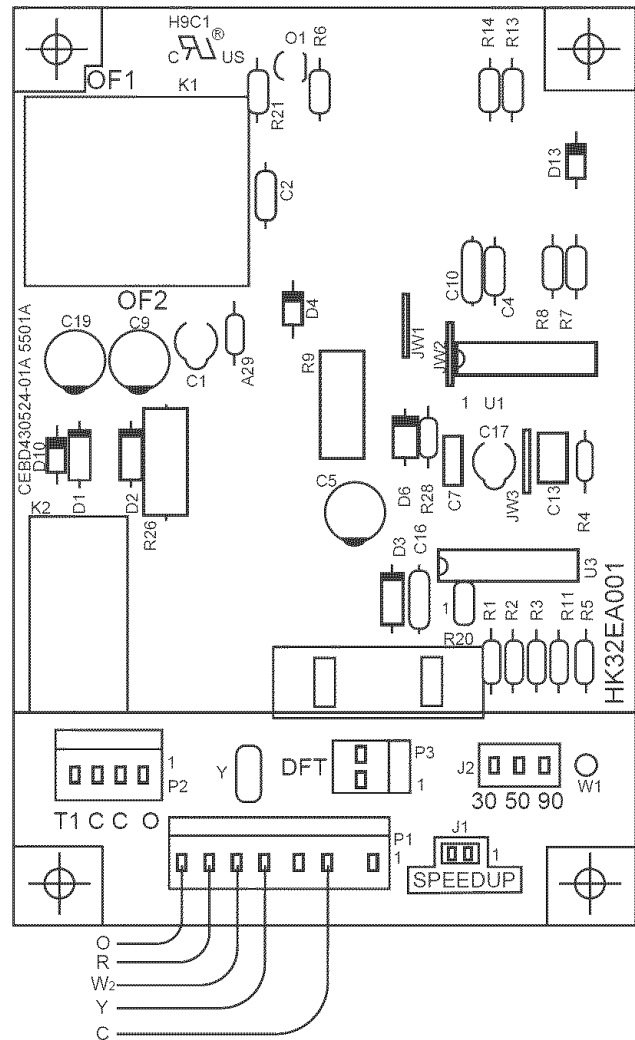 H9C1
®
C US
O1
R6
R14
R13
OF1
K1
R21
D13
C2
C10
C4
R8
R7
OF2
D4
C19
C9
C1
A29
R9
JW1
JW2
1 U1
CEBD430524-01A 5501A
D10
D1
D2
R26
C5
D6
R28
C7
C17
JW3
C13
R4
K2
D3
C16
U3
1
R20
R1
R2
R3
R11
R5
HK32EA001
1
P2
Y
DFT
P3
1
J2
W1
30 50 90
T1 C C O
P1
1
J1
1
SPEEDUP
O
R
W2
Y
C